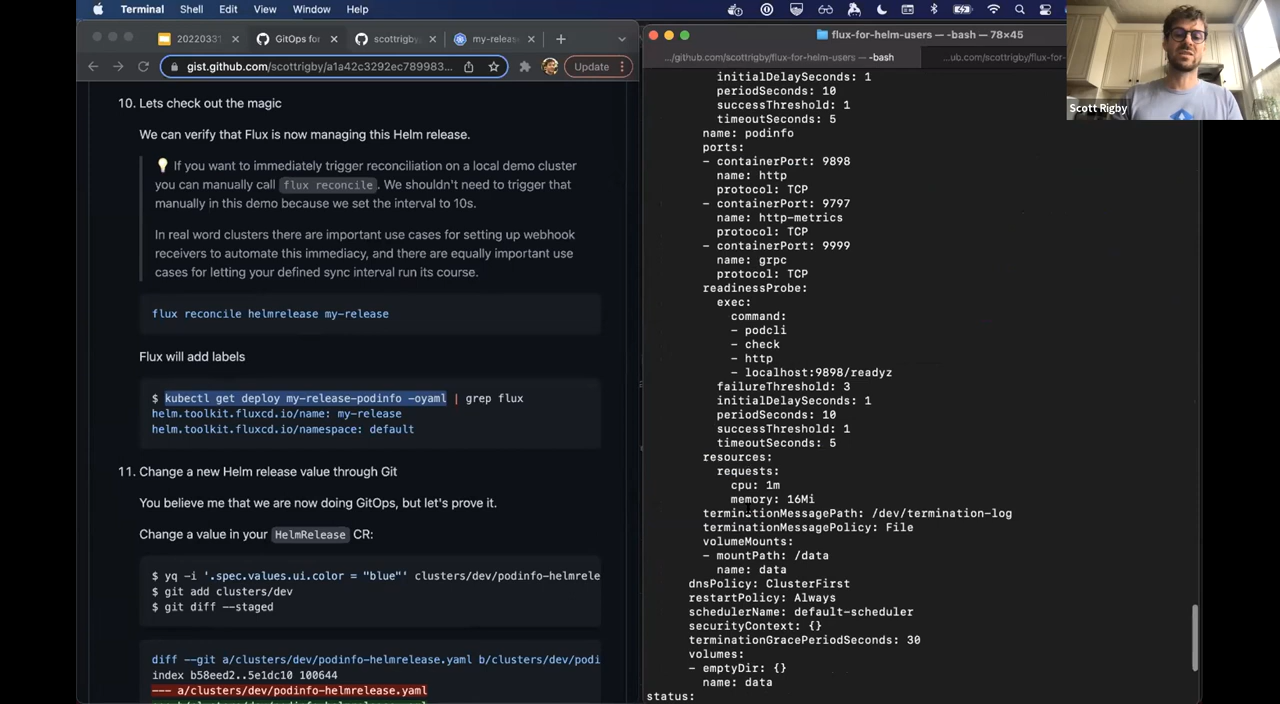 Terminal Shell Edit View Window Help
20220331
GitOps fo
scottrigby
my-releas
gist.github.com/scottrigby/a1a42c3292ec789983...
Update
10. Lets check out the magic
We can verify that Flux is now managing this Helm release.
💡 If you want to immediately trigger reconciliation on a local demo cluster
you can manually call flux reconcile. We shouldn't need to trigger that
manually in this demo because we set the interval to 10s.
In real word clusters there are important use cases for setting up webhook
receivers to automate this immediacy, and there are equally important use
cases for letting your defined sync interval run its course.
flux reconcile helmrelease my-release
Flux will add labels
$ kubectl get deploy my-release-podinfo -oyaml | grep flux
helm.toolkit.fluxcd.io/name: my-release
helm.toolkit.fluxcd.io/namespace: default
11. Change a new Helm release value through Git
You believe me that we are now doing GitOps, but let's prove it.
Change a value in your HelmRelease CR:
$ yq -i '.spec.values.ui.color = "blue"' clusters/dev/podinfo-helmrele
$ git add clusters/dev
$ git diff --staged
diff --git a/clusters/dev/podinfo-helmrelease.yaml b/clusters/dev/podi
index b58eed2..5e1dc10 100644
--- a/clusters/dev/podinfo-helmrelease.yaml
flux-for-helm-users — -bash — 78×45
.../github.com/scottrigby/flux-for-helm-users — -bash
...ub.com/scottrigby/flux-for-
initialDelaySeconds: 1
periodSeconds: 10
successThreshold: 1
timeoutSeconds: 5
name: podinfo
ports:
- containerPort: 9898
name: http
protocol: TCP
- containerPort: 9797
name: http-metrics
protocol: TCP
- containerPort: 9999
name: grpc
protocol: TCP
readinessProbe:
exec:
command:
- podcli
- check
- http
- localhost:9898/readyz
failureThreshold: 3
initialDelaySeconds: 1
periodSeconds: 10
successThreshold: 1
timeoutSeconds: 5
resources:
requests:
cpu: 1m
memory: 16Mi
terminationMessagePath: /dev/termination-log
terminationMessagePolicy: File
volumeMounts:
- mountPath: /data
name: data
dnsPolicy: ClusterFirst
restartPolicy: Always
schedulerName: default-scheduler
securityContext: {}
terminationGracePeriodSeconds: 30
volumes:
- emptyDir: {}
name: data
status:
Scott Rigby